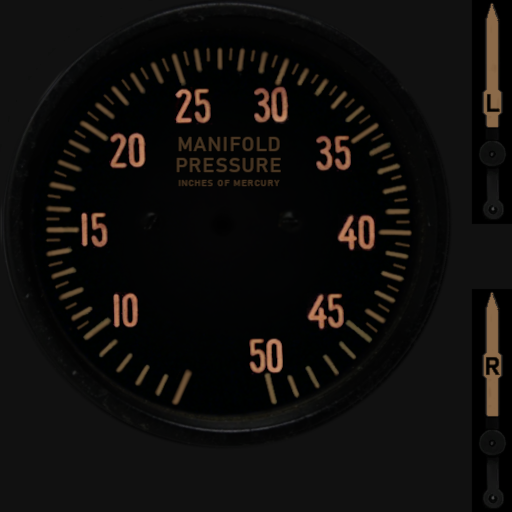 25 30
20 35
MANIFOLD
PRESSURE
INCHES OF MERCURY
15 40
10 45
50
L
R